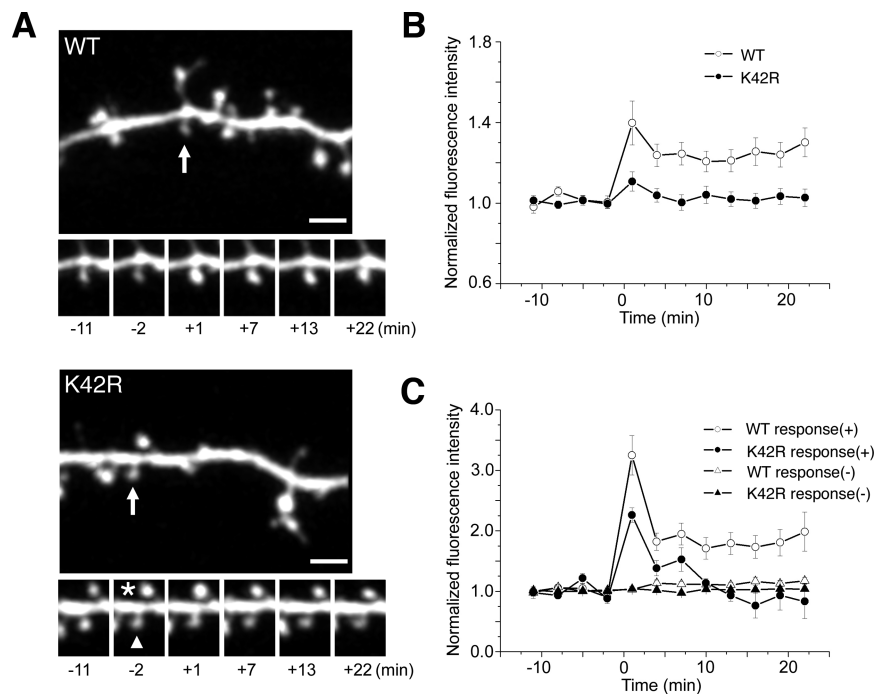 A
WT
-11 -2 +1 +7 +13 +22 (min)
K42R
*
-11 -2 +1 +7 +13 +22 (min)
B
Normalized fluorescence intensity
1.8
1.4
1.0
0.6
-10 0 10 20
Time (min)
WT
K42R
C
Normalized fluorescence intensity
4.0
3.0
2.0
1.0
0.0
-10 0 10 20
Time (min)
WT response(+)
K42R response(+)
WT response(-)
K42R response(-)